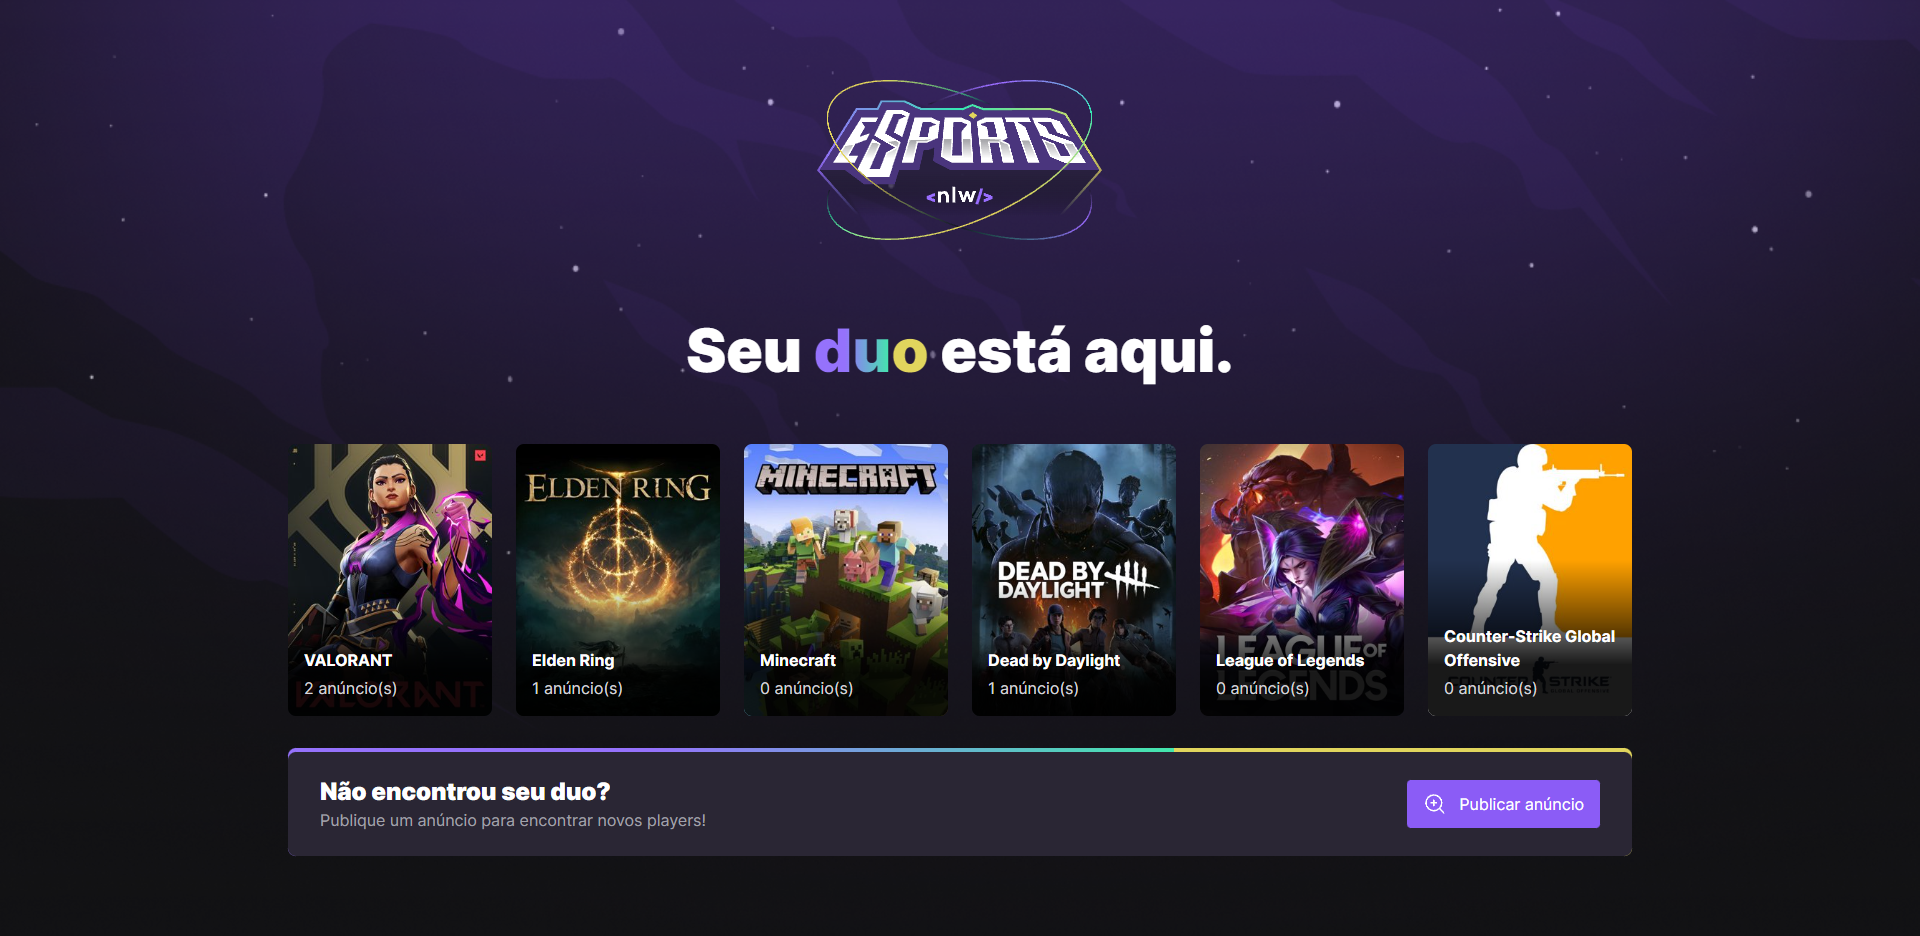 ESPORTS
<nlw/>
Seu duo está aqui.
VALORANT
VALORANT
2 anúncio(s)
ELDEN RING
Elden Ring
1 anúncio(s)
MINECRAFT
Minecraft
0 anúncio(s)
DEAD BY
DAYLIGHT
Dead by Daylight
1 anúncio(s)
LEAGUE OF
LEGENDS
League of Legends
0 anúncio(s)
Counter-Strike Global
Offensive
COUNTER STRIKE
GLOBAL OFFENSIVE
0 anúncio(s)
Não encontrou seu duo?
Publique um anúncio para encontrar novos players!
Publicar anúncio